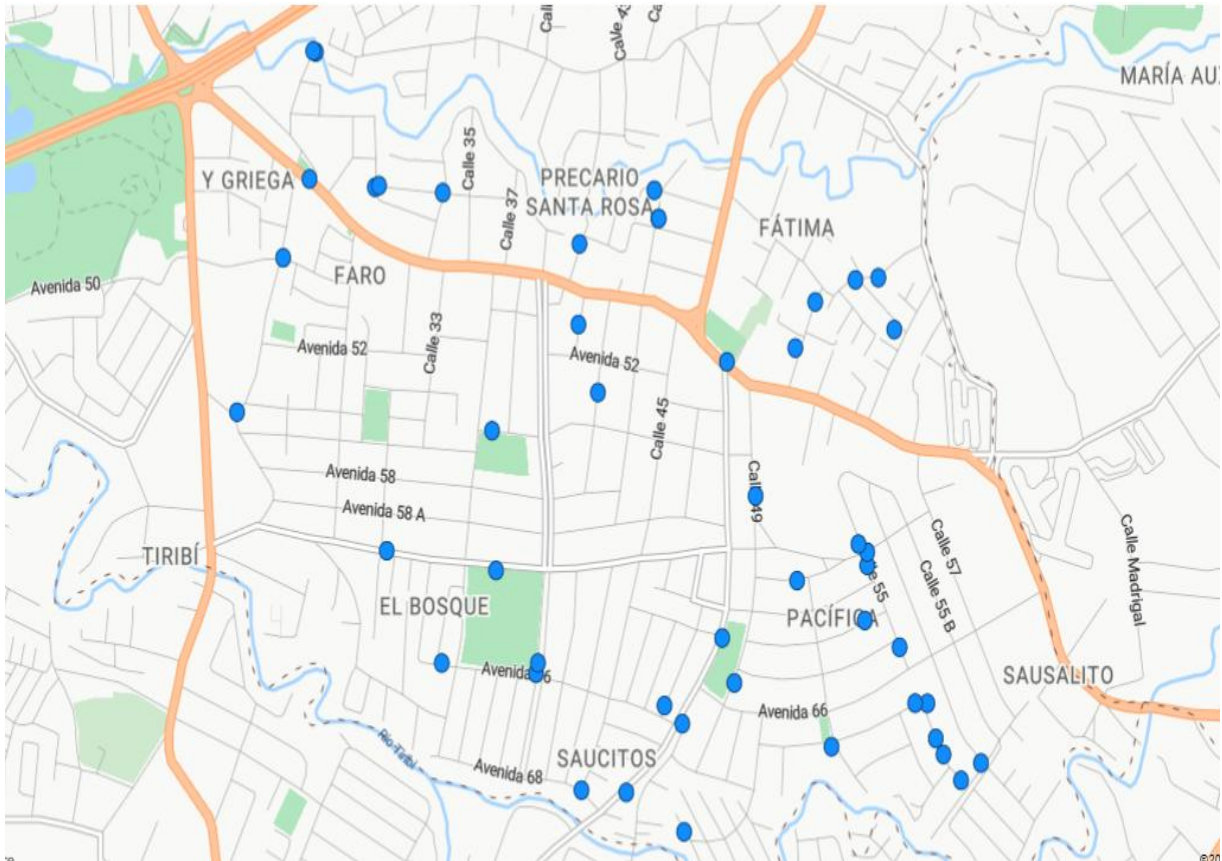 Calle 43
MARÍA AUX
Calle 35
Y GRIEGA
PRECARIO
SANTA ROSA
Calle 37
FÁTIMA
Avenida 50
FARO
Calle 33
Avenida 52
Avenida 52
Calle 45
Avenida 58
Avenida 58 A
Calle 49
TIRIBÍ
Calle 57
Calle 55 B
Calle Madrigal
EL BOSQUE
PACÍFICA
Calle 55
SAUSALITO
Avenida 66
Río Tiribí
SAUCITOS
Avenida 68